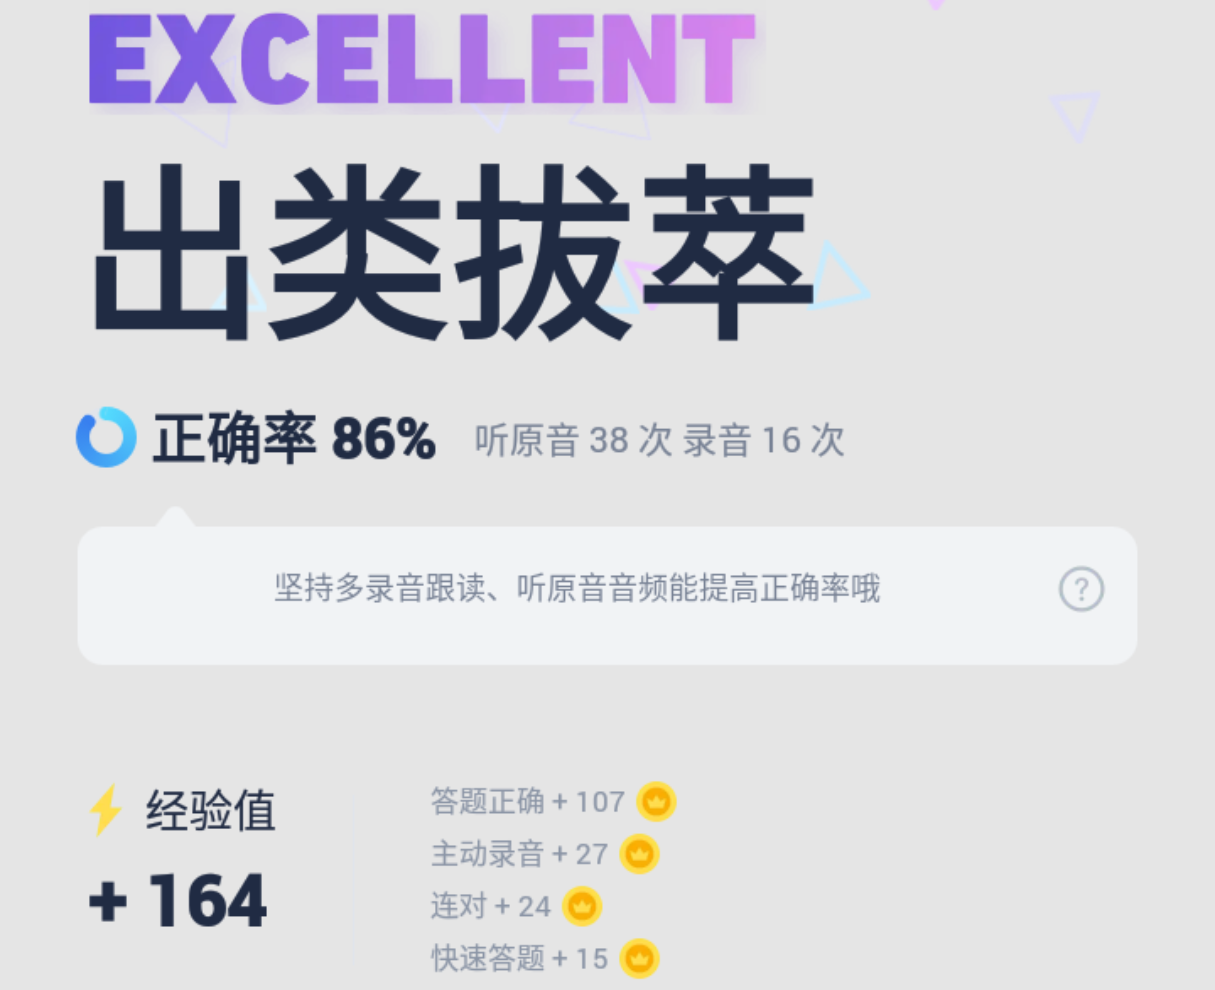 EXCELLENT
出类拔萃
正确率 86% 听原音 38 次 录音 16 次
坚持多录音跟读、听原音音频能提高正确率哦 ?
经验值
+ 164
答题正确 + 107
主动录音 + 27
连对 + 24
快速答题 + 15